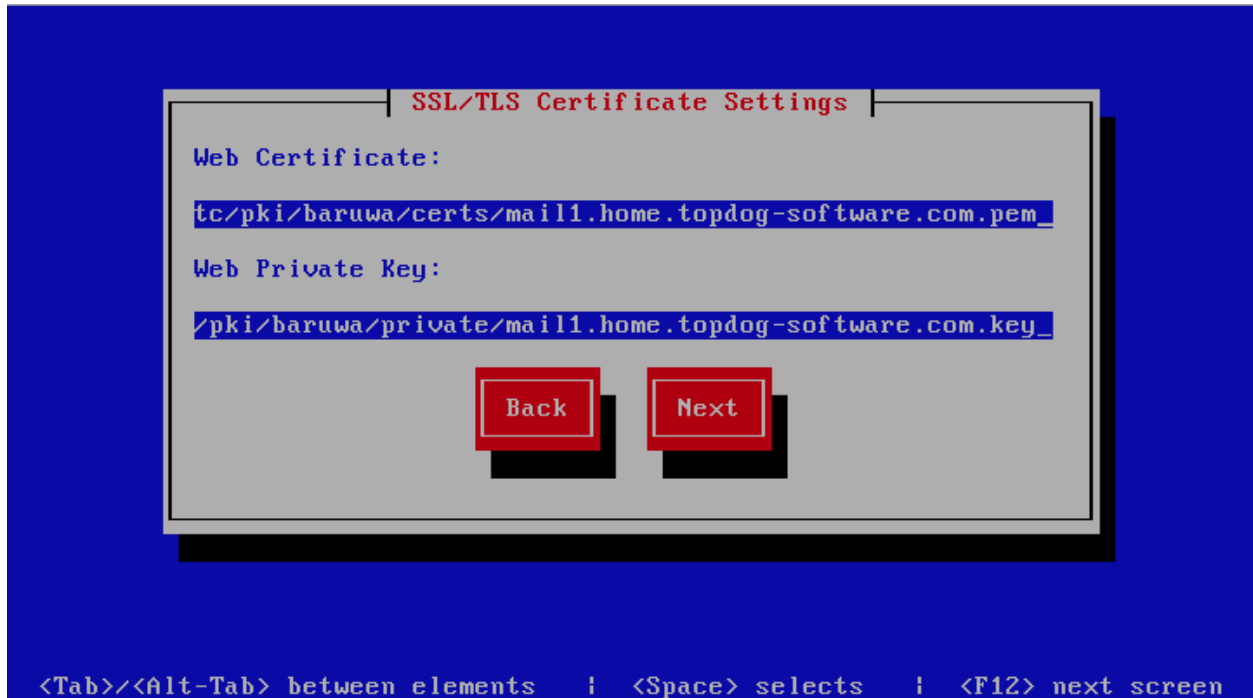 SSL/TLS Certificate Settings
Web Certificate:
tc/pki/baruwa/certs/mail1.home.topdog-software.com.pem_
Web Private Key:
/pki/baruwa/private/mail1.home.topdog-software.com.key_
Back Next
<Tab>/<Alt-Tab> between elements | <Space> selects | <F12> next screen